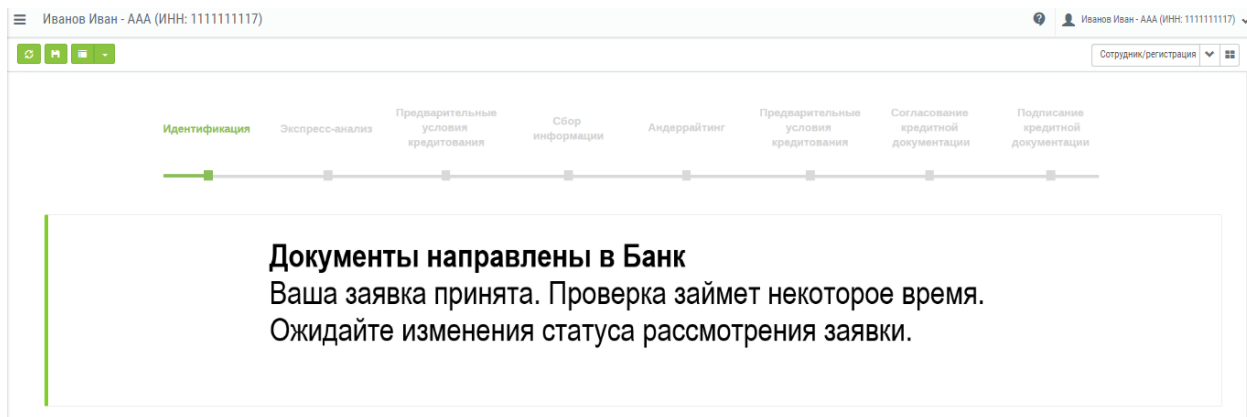 Иванов Иван - ААА (ИНН: 1111111117)
Иванов Иван - ААА (ИНН: 1111111117)
Сотрудник/регистрация
Идентификация
Экспресс-анализ
Предварительные
условия
кредитования
Сбор
информации
Андеррайтинг
Предварительные
условия
кредитования
Согласование
кредитной
документации
Подписание
кредитной
документации
Документы направлены в Банк
Ваша заявка принята. Проверка займет некоторое время.
Ожидайте изменения статуса рассмотрения заявки.